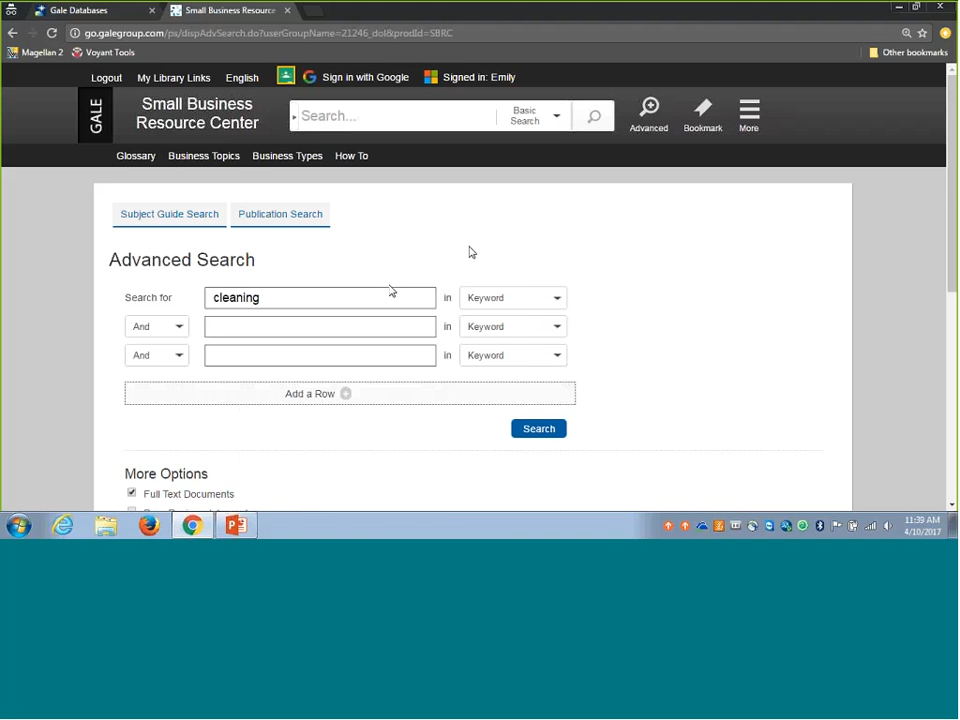 Gale Databases
Small Business Resource
go.galegroup.com/ps/dispAdvSearch.do?userGroupName=21246_dol&prodId=SBRC
Magellan 2
Voyant Tools
Other bookmarks
Logout
My Library Links
English
Sign in with Google
Signed in: Emily
GALE
Small Business
Resource Center
Search...
Basic
Search
Advanced
Bookmark
More
Glossary
Business Topics
Business Types
How To
Subject Guide Search
Publication Search
Advanced Search
Search for
cleaning
in
Keyword
And
in
Keyword
And
in
Keyword
Add a Row
Search
More Options
Full Text Documents
11:39 AM
4/10/2017